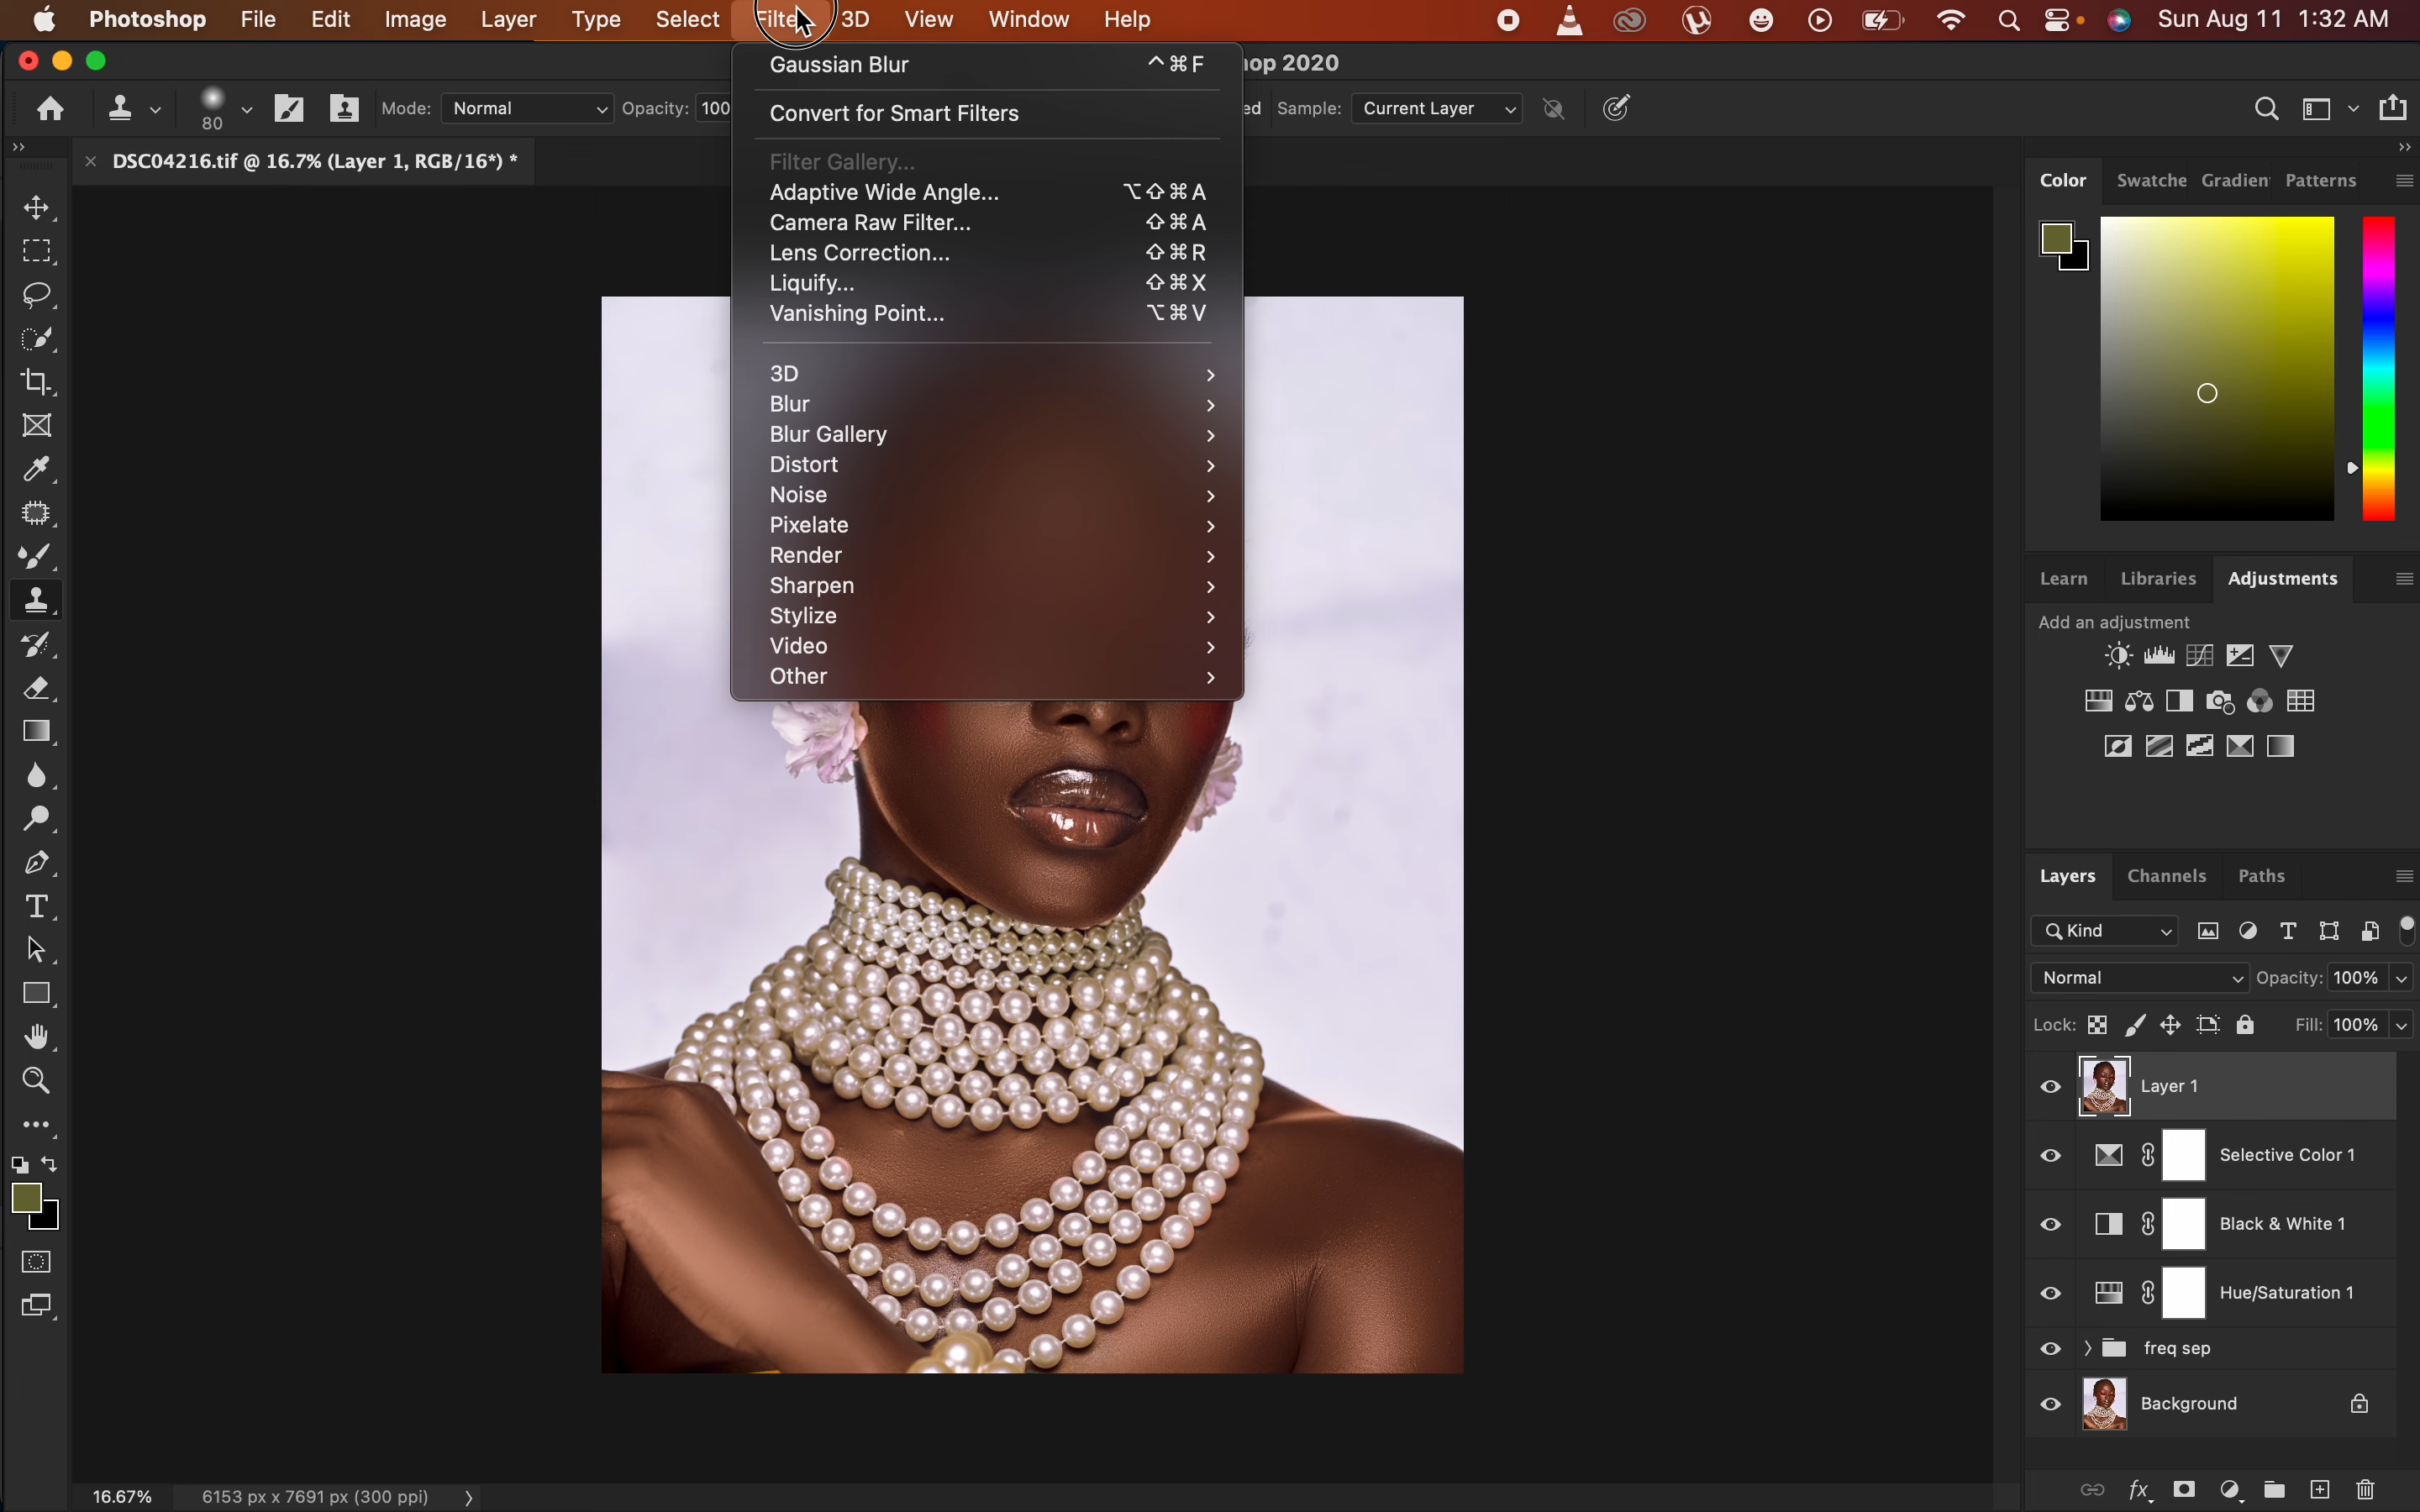 Photoshop File Edit Image Layer Type Select Filte 3D View Window Help Sun Aug 11 1:32 AM
Gaussian Blur ^⌘F
op 2020
80 Mode: Normal Opacity: 100 ed Sample: Current Layer
Convert for Smart Filters
DSC04216.tif @ 16.7% (Layer 1, RGB/16*) *
Filter Gallery...
Adaptive Wide Angle... ⌥⇧⌘A
Camera Raw Filter... ⇧⌘A
Lens Correction... ⇧⌘R
Liquify... ⇧⌘X
Vanishing Point... ⌥⌘V
3D
Blur
Blur Gallery
Distort
Noise
Pixelate
Render
Sharpen
Stylize
Video
Other
Color Swatche Gradien Patterns
Learn Libraries Adjustments
Add an adjustment
Layers Channels Paths
Kind
Normal Opacity: 100%
Lock: Fill: 100%
Layer 1
Selective Color 1
Black & White 1
Hue/Saturation 1
freq sep
Background
fx
16.67% 6153 px x 7691 px (300 ppi)